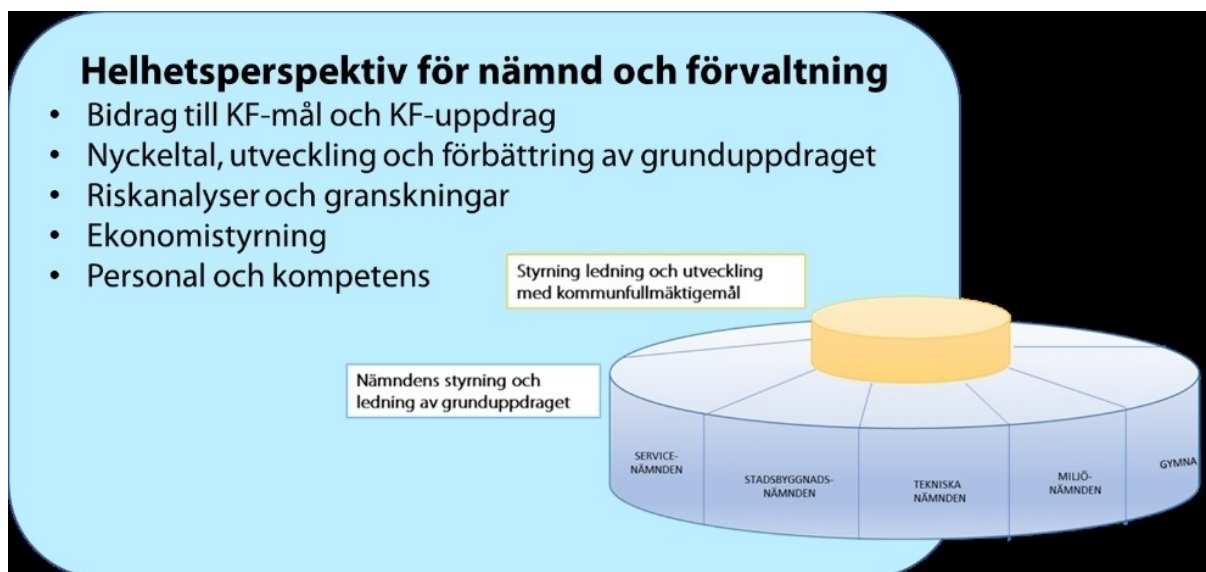 Helhetsperspektiv för nämnd och förvaltning
• Bidrag till KF-mål och KF-uppdrag
• Nyckeltal, utveckling och förbättring av grunduppdraget
• Riskanalyser och granskningar
• Ekonomistyrning
• Personal och kompetens
Styrning ledning och utveckling
med kommunfullmäktigemål
Nämndens styrning och
ledning av grunduppdraget
SERVICE-
NÄMNDEN
STADSBYGGNADS-
NÄMNDEN
TEKNISKA
NÄMNDEN
MILJÖ-
NÄMNDEN
GYMNA